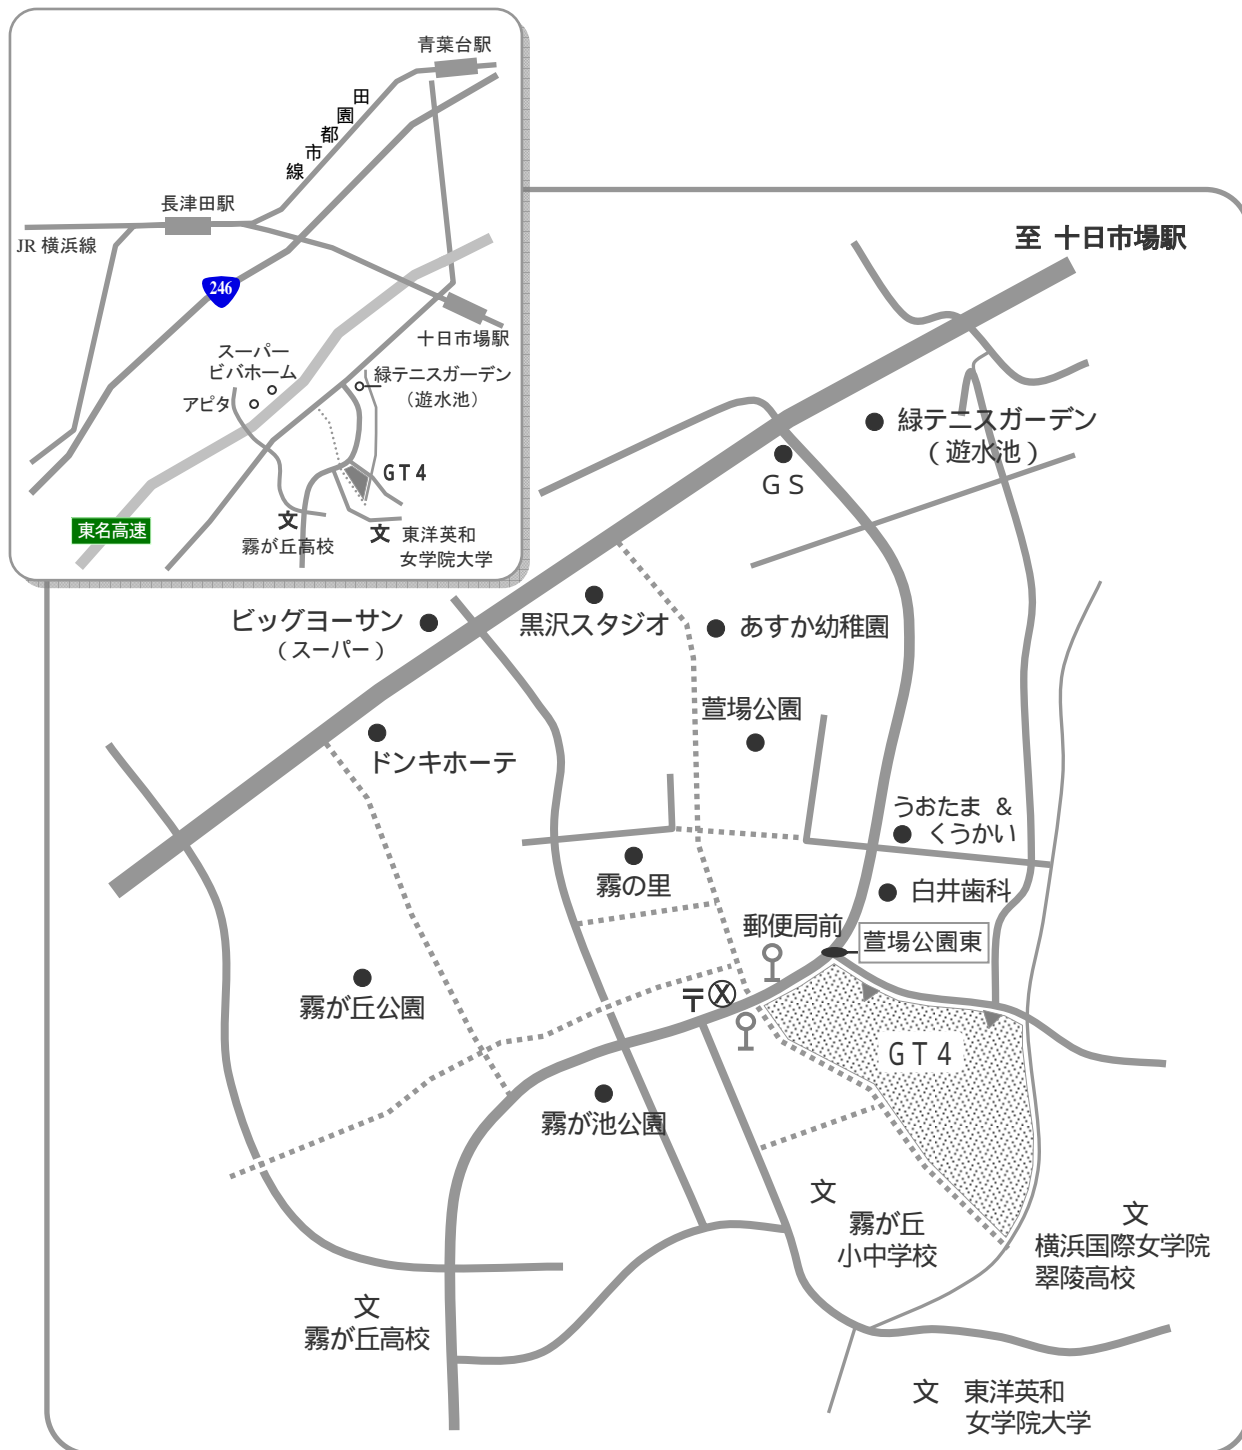 青葉台駅
田園都市線
長津田駅
JR 横浜線
246
十日市場駅
スーパー
ビバホーム
アピタ
緑テニスガーデン
（遊水池）
GT4
東名高速
文
霧が丘高校
文 東洋英和
女学院大学
至 十日市場駅
緑テニスガーデン
（遊水池）
ＧＳ
ビッグヨーサン
（スーパー）
黒沢スタジオ
あすか幼稚園
萱場公園
ドンキホーテ
うおたま ＆
くうかい
霧の里
白井歯科
郵便局前
萱場公園東
〒
霧が丘公園
GT4
霧が池公園
文
霧が丘
小中学校
文
横浜国際女学院
翠陵高校
文
霧が丘高校
文 東洋英和
女学院大学